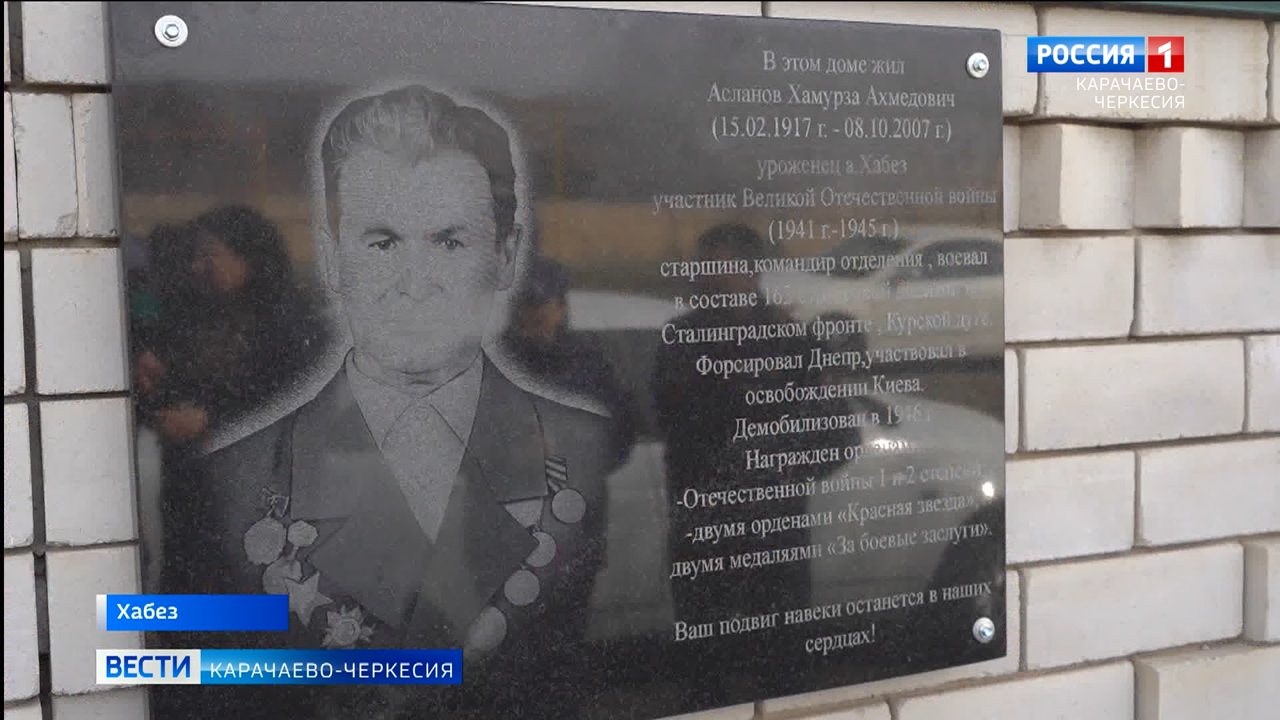 В этом доме жил
Асланов Хамурза Ахмедович
(15.02.1917 г. - 08.10.2007 г.)
уроженец а.Хабез
участник Великой Отечественной войны
(1941 г.-1945 г.)
старшина,командир отделения , воевал
в составе
Сталинградском фронте , Курской дуге.
Форсировал Днепр,участвовал в
освобождении Киева.
Демобилизован в 1946 г
Награжден орденами
-Отечественной войны 1 и 2 степени,
-двумя орденами «Красная звезда»,
двумя медаляями «За боевые заслуги».
Ваш подвиг навеки останется в наших
сердцах!
РОССИЯ 1
КАРАЧАЕВО-
ЧЕРКЕСИЯ
Хабез
ВЕСТИ КАРАЧАЕВО-ЧЕРКЕСИЯ